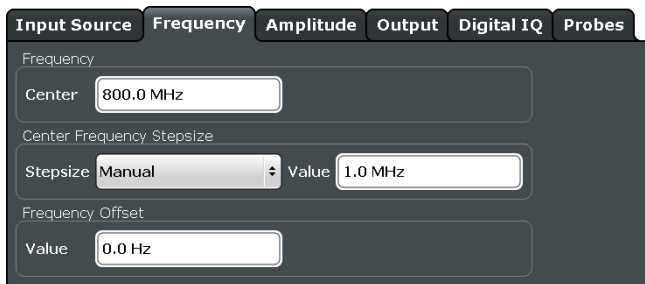 Input Source Frequency Amplitude Output Digital IQ Probes
Frequency
Center 800.0 MHz
Center Frequency Stepsize
Stepsize Manual Value 1.0 MHz
Frequency Offset
Value 0.0 Hz